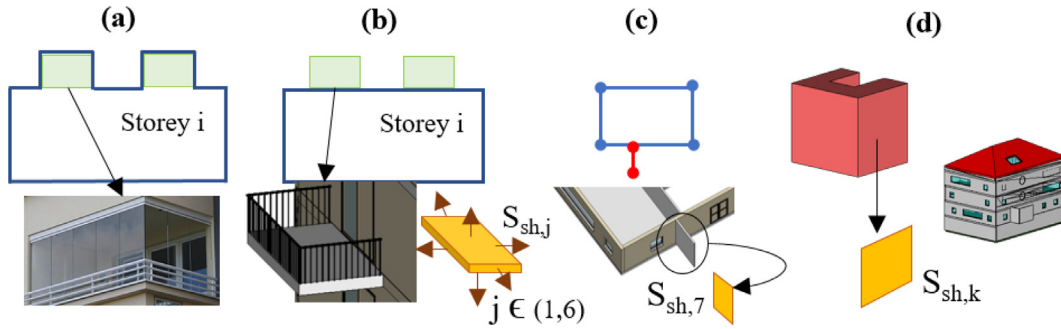 (a)
(b)
(c)
(d)
Storey i
Storey i
S_sh,j
j ϵ (1,6)
S_sh,7
S_sh,k